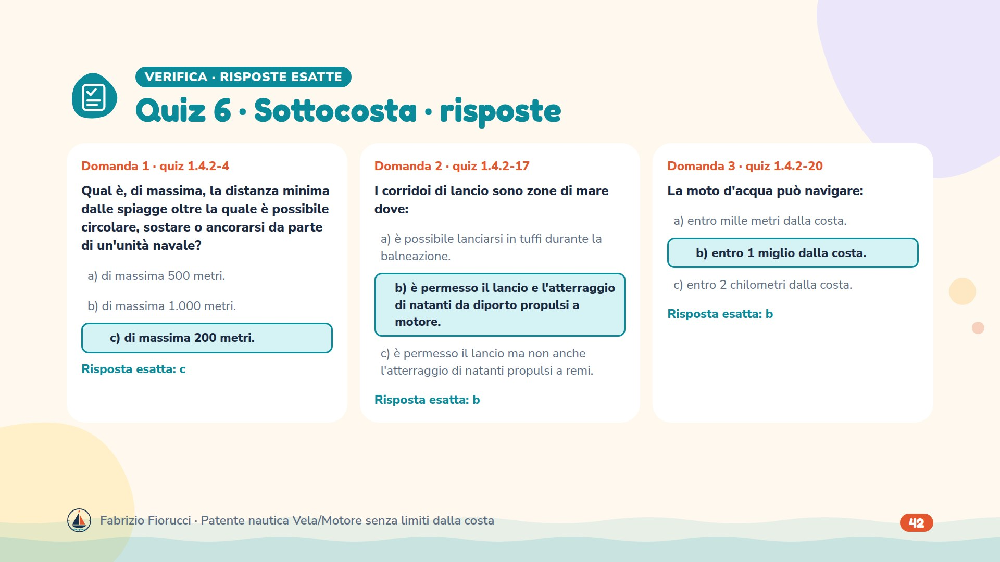 VERIFICA · RISPOSTE ESATTE
Quiz 6 · Sottocosta · risposte
Domanda 1 · quiz 1.4.2-4
Qual è, di massima, la distanza minima
dalle spiagge oltre la quale è possibile
circolare, sostare o ancorarsi da parte
di un'unità navale?
a) di massima 500 metri.
b) di massima 1.000 metri.
c) di massima 200 metri.
Risposta esatta: c
Domanda 2 · quiz 1.4.2-17
I corridoi di lancio sono zone di mare
dove:
a) è possibile lanciarsi in tuffi durante la
balneazione.
b) è permesso il lancio e l'atterraggio
di natanti da diporto propulsi a
motore.
c) è permesso il lancio ma non anche
l'atterraggio di natanti propulsi a remi.
Risposta esatta: b
Domanda 3 · quiz 1.4.2-20
La moto d'acqua può navigare:
a) entro mille metri dalla costa.
b) entro 1 miglio dalla costa.
c) entro 2 chilometri dalla costa.
Risposta esatta: b
Fabrizio Fiorucci · Patente nautica Vela/Motore senza limiti dalla costa
42